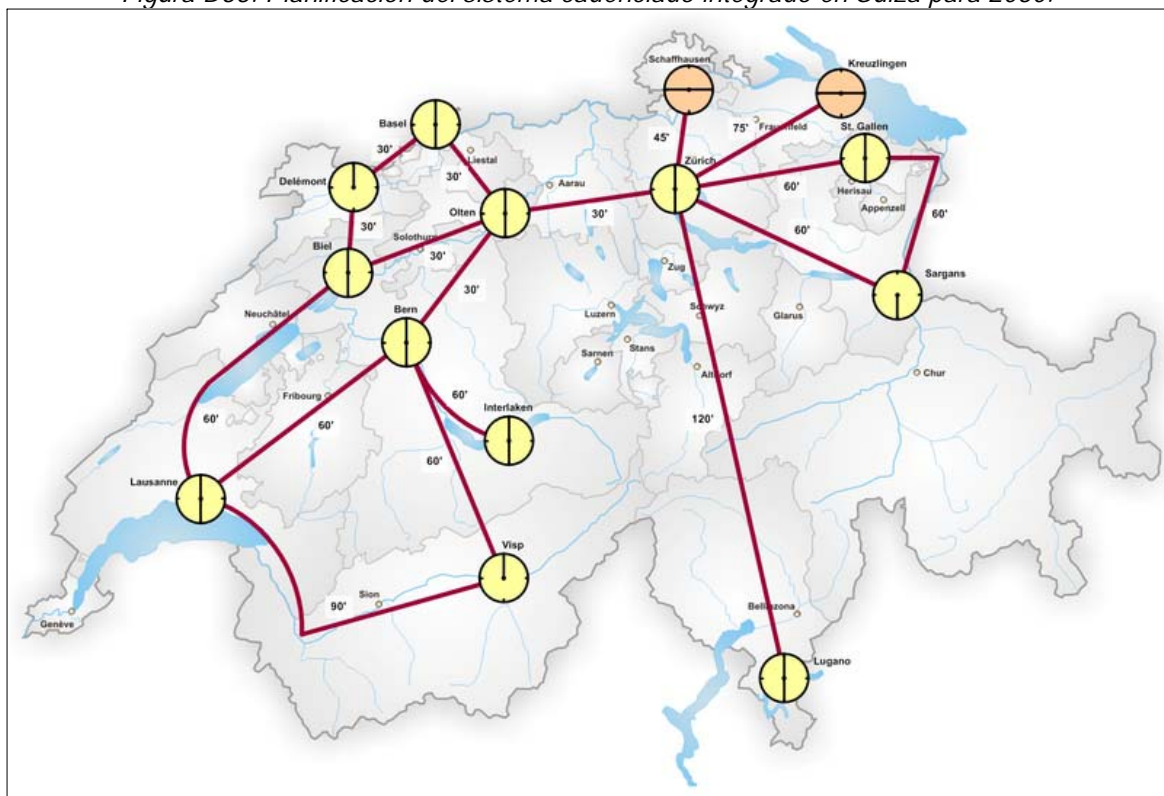 Figura D35. Planificación del sistema cadenciado integrado en Suiza para 2030.
Schaffhausen
Kreuzlingen
Basel
45'
75'
Frauenfeld
St. Gallen
30'
Liestal
Zürich
Delémont
30'
Aarau
60'
Herisau
Appenzell
Olten
30'
60'
60'
30'
Solothurn
30'
Biel
Zug
Sargans
30'
Neuchâtel
Bern
Luzern
Schwyz
Glarus
Stans
Sarnen
Altdorf
Chur
Fribourg
60'
Interlaken
60'
60'
120'
60'
Lausanne
Visp
Sion
90'
Bellinzona
Genève
Lugano